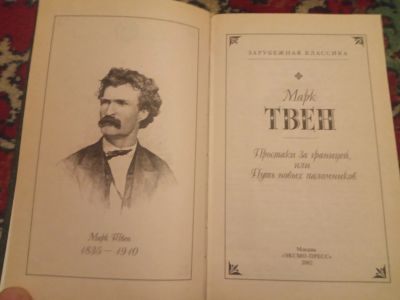 Марк Твен
1835 – 1910
ЗАРУБЕЖНАЯ КЛАССИКА
Марк
ТВЕН
Простаки за границей,
или
Путь новых паломников
Москва
«ЭКСМО-ПРЕСС»
2002